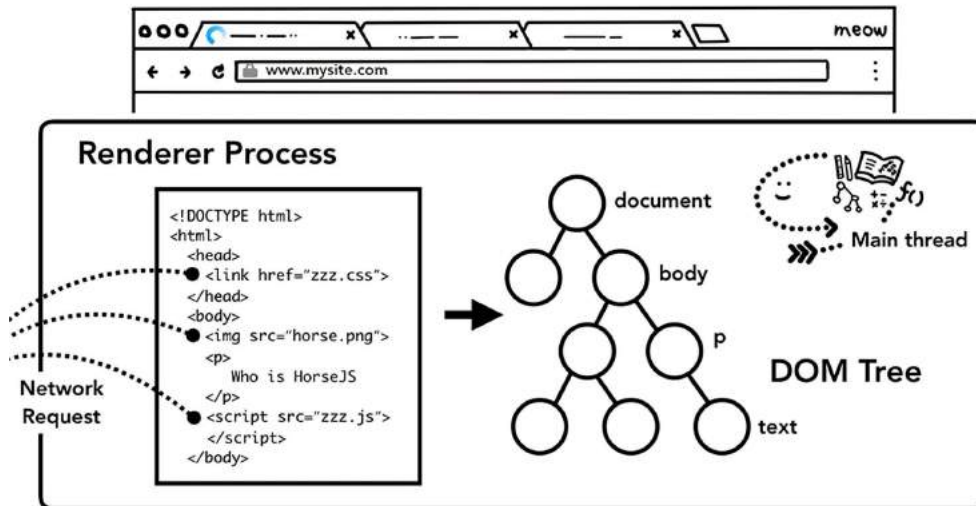 meow
www.mysite.com
Renderer Process
<!DOCTYPE html>
<html>
<head>
<link href="zzz.css">
</head>
<body>
<img src="horse.png">
<p>
Who is HorseJS
</p>
<script src="zzz.js">
</script>
</body>
Network
Request
document
body
p
text
DOM Tree
f()
Main thread